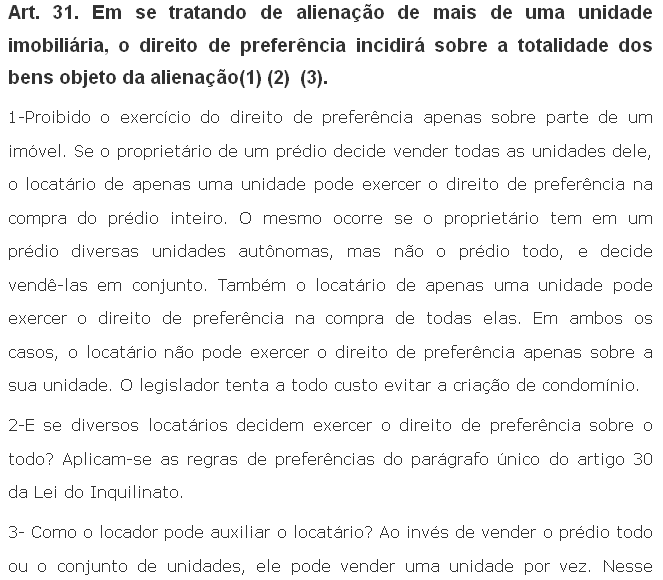 Art. 31. Em se tratando de alienação de mais de uma unidade
imobiliária, o direito de preferência incidirá sobre a totalidade dos
bens objeto da alienação(1) (2) (3).
1-Proibido o exercício do direito de preferência apenas sobre parte de um
imóvel. Se o proprietário de um prédio decide vender todas as unidades dele,
o locatário de apenas uma unidade pode exercer o direito de preferência na
compra do prédio inteiro. O mesmo ocorre se o proprietário tem em um
prédio diversas unidades autônomas, mas não o prédio todo, e decide
vendê-las em conjunto. Também o locatário de apenas uma unidade pode
exercer o direito de preferência na compra de todas elas. Em ambos os
casos, o locatário não pode exercer o direito de preferência apenas sobre a
sua unidade. O legislador tenta a todo custo evitar a criação de condomínio.
2-E se diversos locatários decidem exercer o direito de preferência sobre o
todo? Aplicam-se as regras de preferências do parágrafo único do artigo 30
da Lei do Inquilinato.
3- Como o locador pode auxiliar o locatário? Ao invés de vender o prédio todo
ou o conjunto de unidades, ele pode vender uma unidade por vez. Nesse